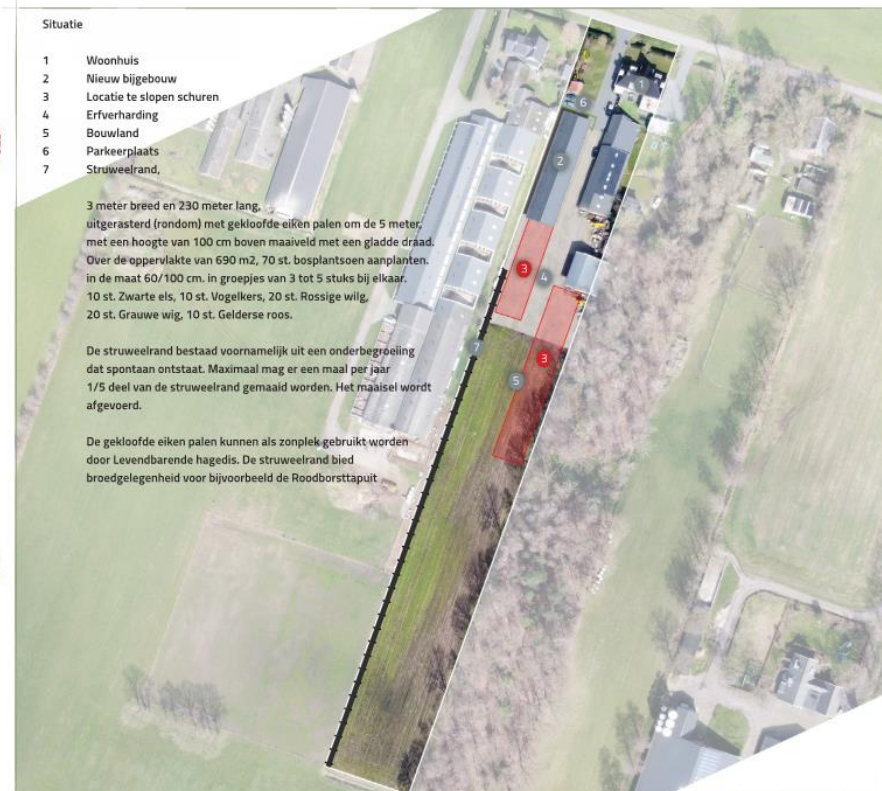 Situatie
1 Woonhuis
2 Nieuw bijgebouw
3 Locatie te slopen schuren
4 Erfverharding
5 Bouwland
6 Parkeerplaats
7 Struweelrand,
3 meter breed en 230 meter lang,
uitgerasterd (rondom) met gekloofde eiken palen om de 5 meter,
met een hoogte van 100 cm boven maaiveld met een gladde draad.
Over de oppervlakte van 690 m2, 70 st. bosplantsoen aanplanten.
in de maat 60/100 cm. in groepjes van 3 tot 5 stuks bij elkaar.
10 st. Zwarte els, 10 st. Vogelkers, 20 st. Rossige wilg,
20 st. Grauwe wig, 10 st. Gelderse roos.
De struweelrand bestaad voornamelijk uit een onderbegroeiing
dat spontaan ontstaat. Maximaal mag er een maal per jaar
1/5 deel van de struweelrand gemaaid worden. Het maaisel wordt
afgevoerd.
De gekloofde eiken palen kunnen als zonplek gebruikt worden
door Levendbarende hagedis. De struweelrand bied
broedgelegenheid voor bijvoorbeeld de Roodborsttapuit
1
6
2
3
4
7
3
5